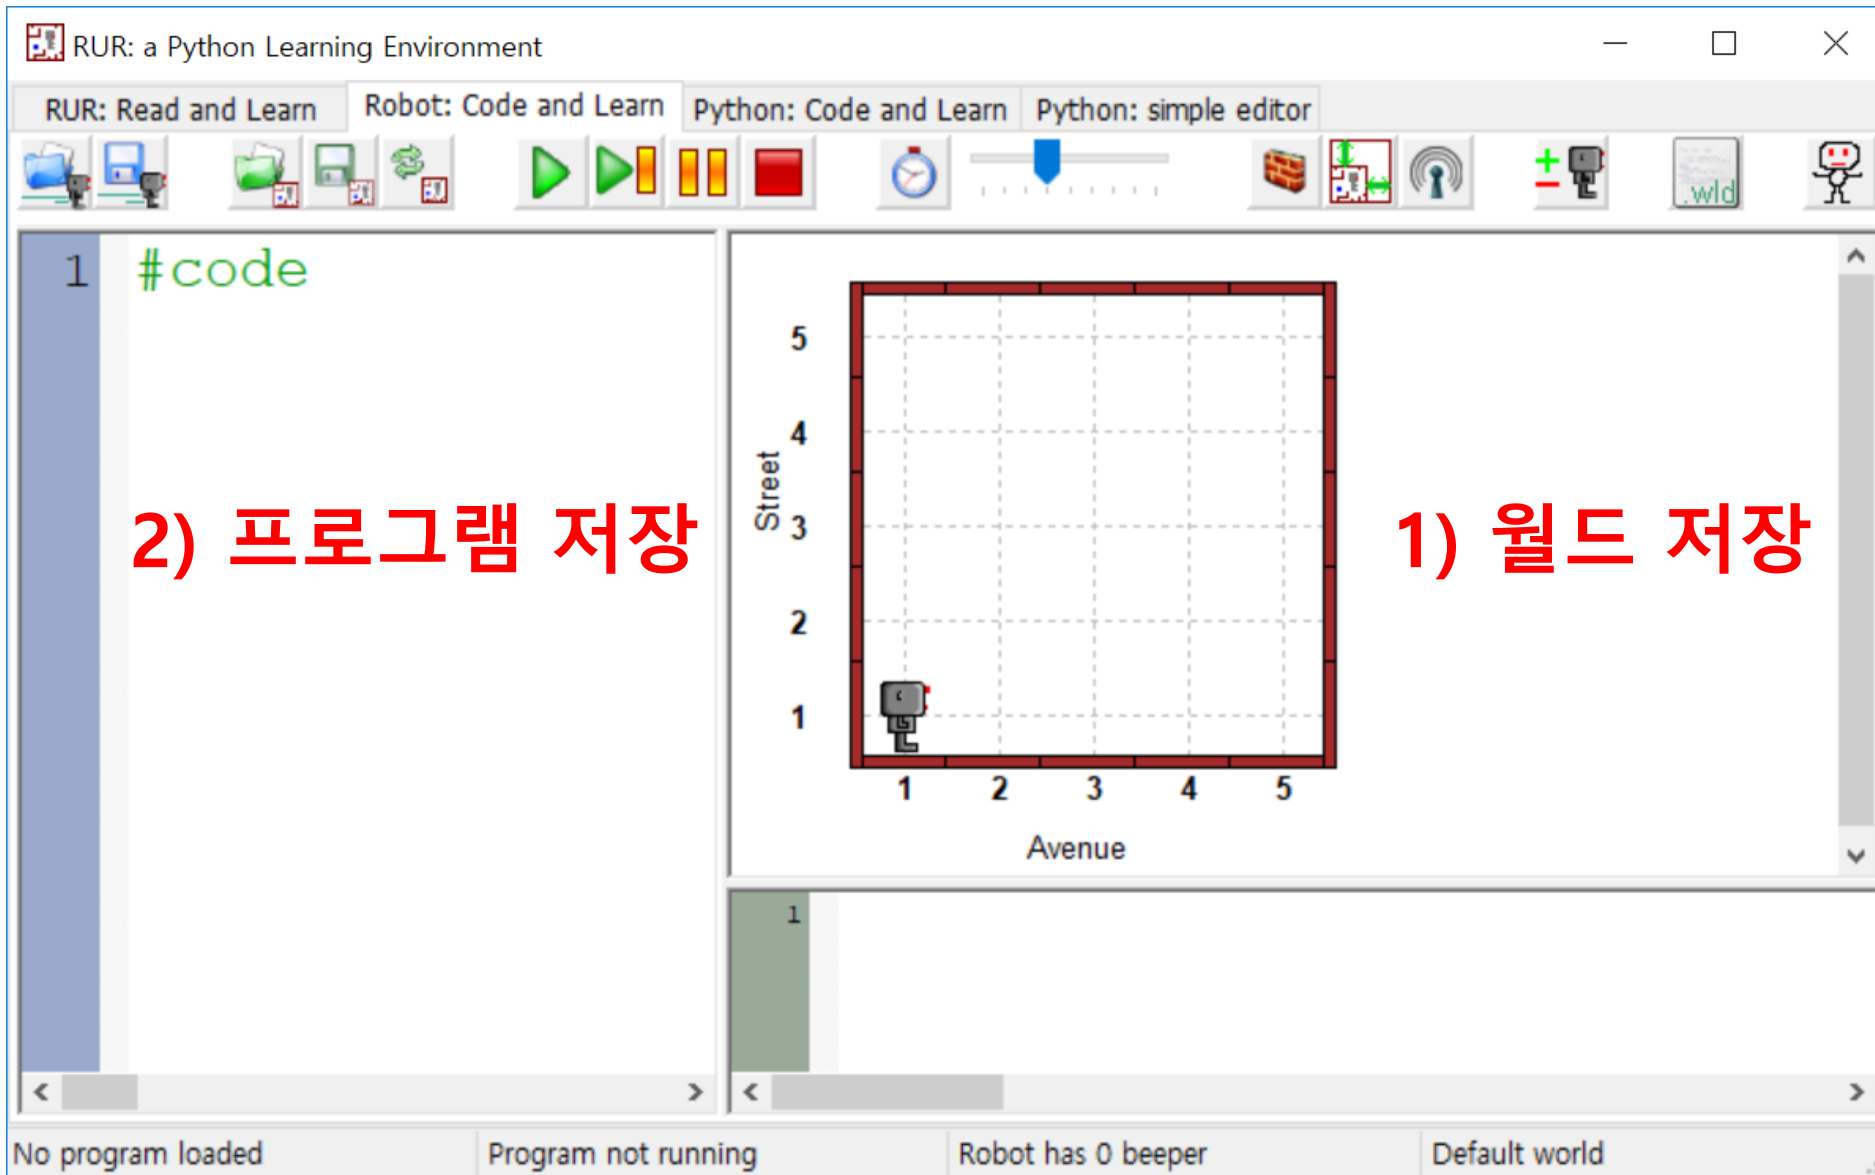 RUR: a Python Learning Environment
RUR: Read and Learn
Robot: Code and Learn
Python: Code and Learn
Python: simple editor
.wld
1
#code
2) 프로그램 저장
1) 월드 저장
Street
5
4
3
2
1
1 2 3 4 5
Avenue
1
No program loaded
Program not running
Robot has 0 beeper
Default world